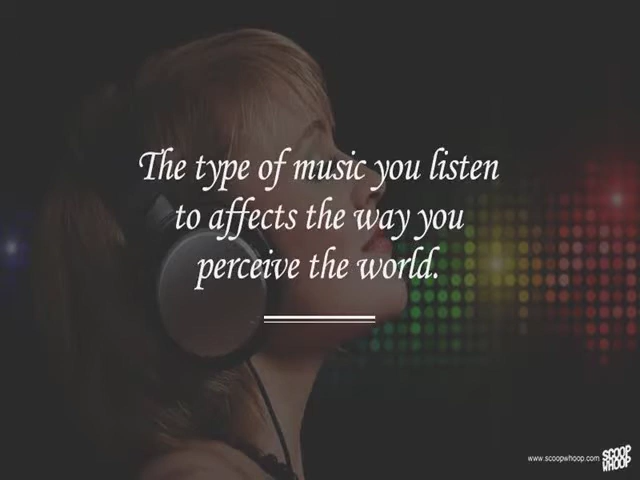 The type of music you listen
to affects the way you
perceive the world.
www.scoopwhoop.com
SCOOP
WHOOP